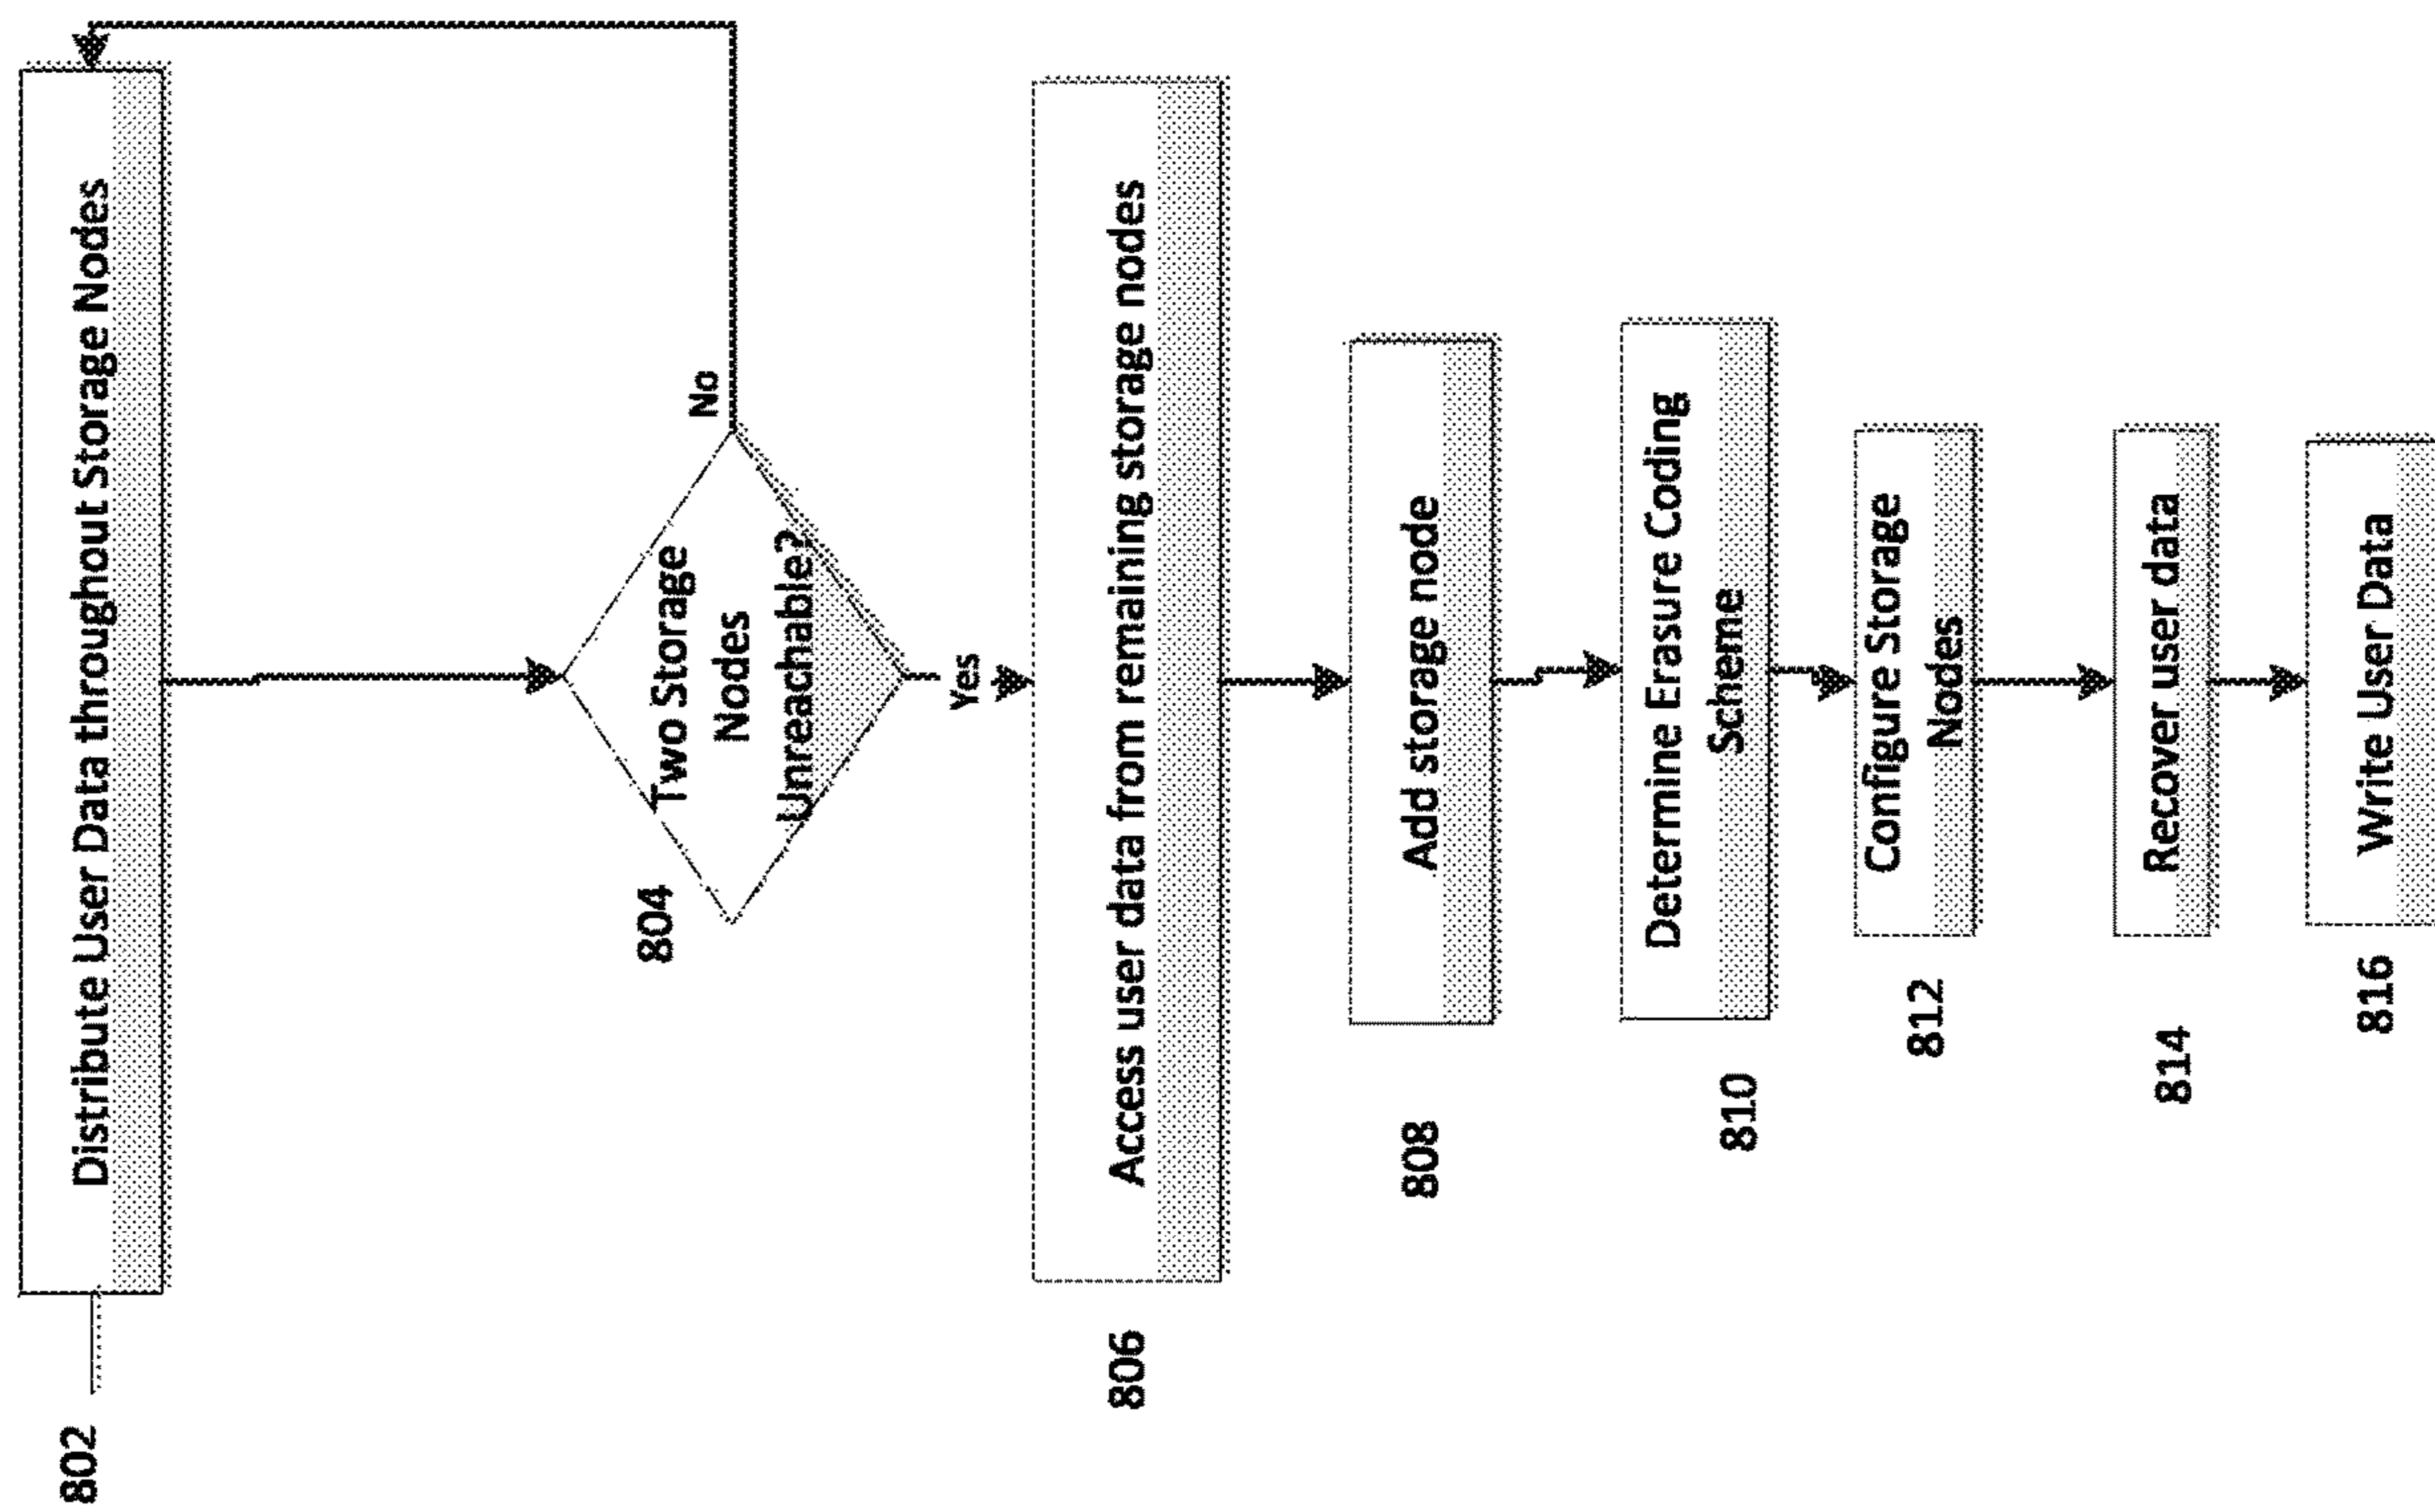 802
Distribute User Data throughout Storage Nodes
804
Two Storage
Nodes
Unreachable?
No
Yes
806
Access user data from remaining storage nodes
808
Add storage node
810
Determine Erasure Coding
Scheme
812
Configure Storage
Nodes
814
Recover user data
816
Write User Data